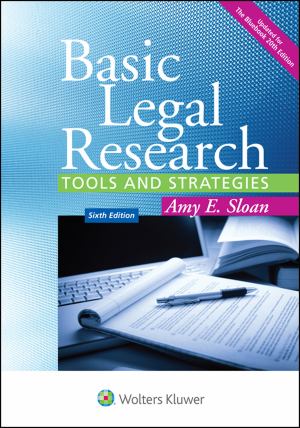 Updated for
The Bluebook 20th Edition
Basic
Legal
Research
TOOLS AND STRATEGIES
Sixth Edition
Amy E. Sloan
Wolters Kluwer